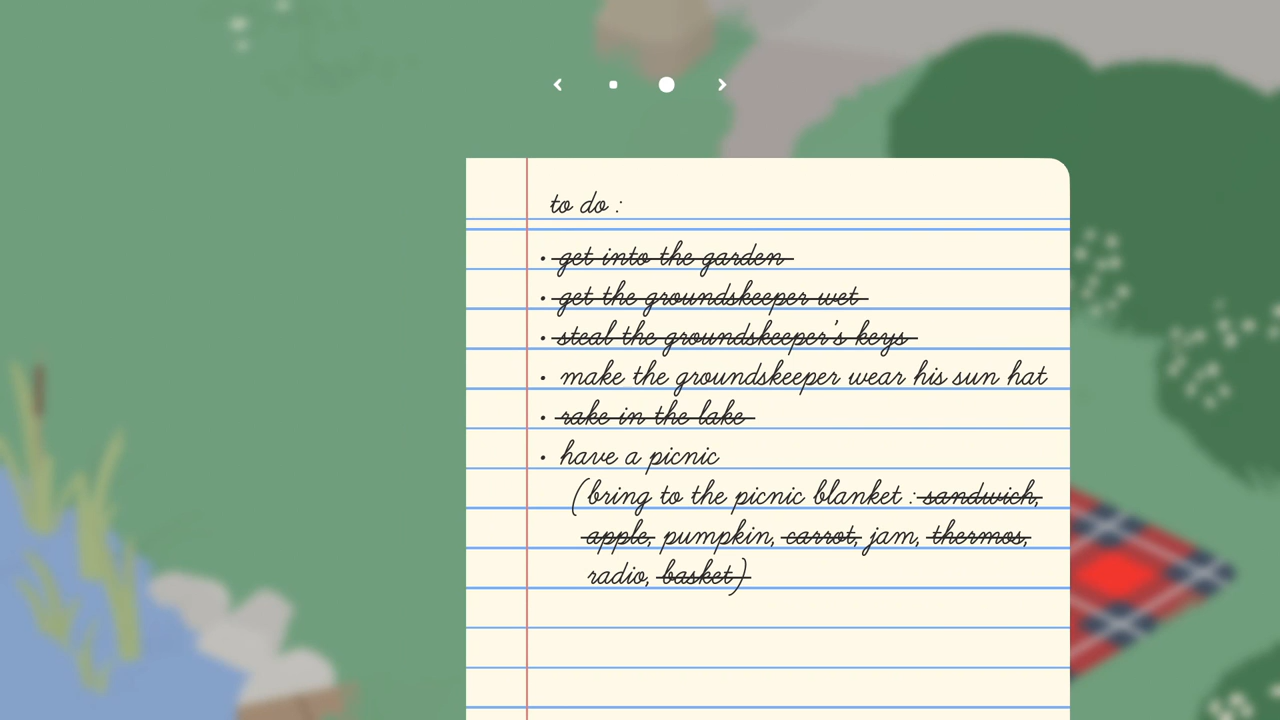 to do :
• get into the garden
• get the groundskeeper wet
• steal the groundskeeper's keys
• make the groundskeeper wear his sun hat
• rake in the lake
• have a picnic
(bring to the picnic blanket : sandwich,
apple, pumpkin, carrot, jam, thermos,
radio, basket)